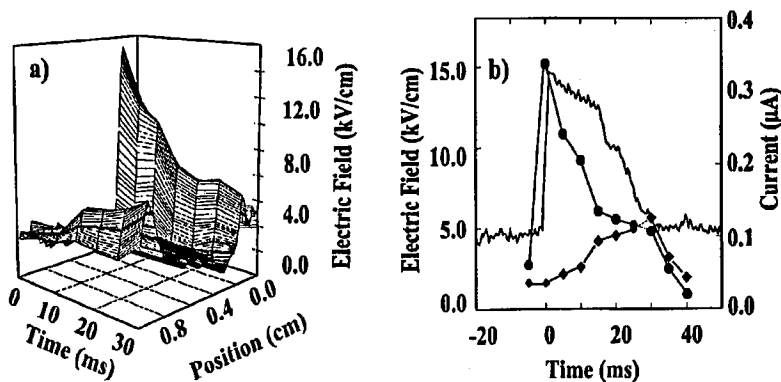 a)
16.0
12.0
8.0
4.0
0.0
Electric Field (kV/cm)
0
10
20
30
Time (ms)
0.8
0.4
0.0
Position (cm)
b)
15.0
10.0
5.0
0.0
Electric Field (kV/cm)
0.4
0.3
0.2
0.1
0.0
Current (μA)
-20 0 20 40
Time (ms)